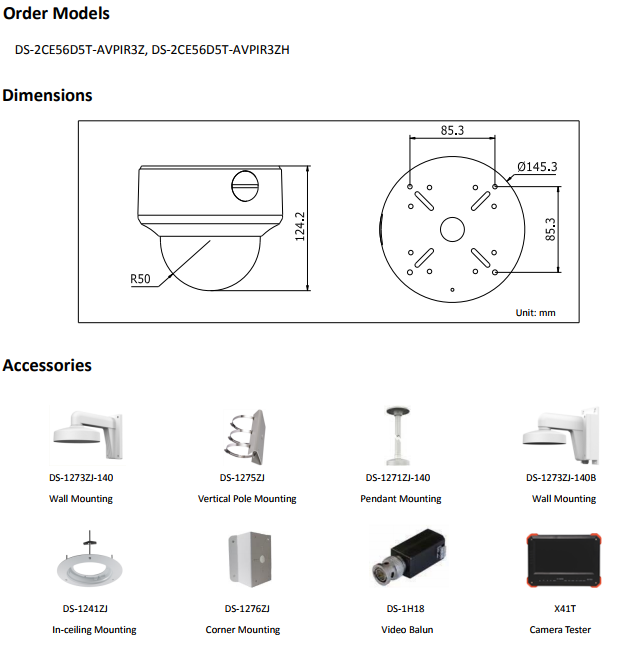 Order Models
DS-2CE56D5T-AVPIR3Z, DS-2CE56D5T-AVPIR3ZH
Dimensions
85.3
Ø145.3
124.2
85.3
R50
Unit: mm
Accessories
DS-1273ZJ-140
DS-1275ZJ
DS-1271ZJ-140
DS-1273ZJ-140B
Wall Mounting
Vertical Pole Mounting
Pendant Mounting
Wall Mounting
DS-1241ZJ
DS-1276ZJ
DS-1H18
X41T
In-ceiling Mounting
Corner Mounting
Video Balun
Camera Tester